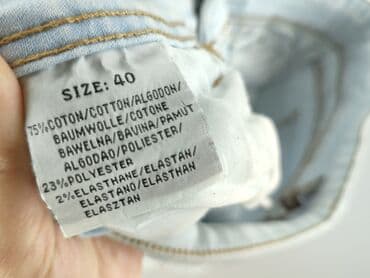 SIZE: 40
75%COTON/COTTON/ALGODON/
BAUMWOLLE/COTONE
BAWELNA/BAVINA/PAMUT
ALGODAO/POLIESTER/
23%POLYESTER
2%ELASTHANE/ELASTAN/
ELASTANO/ELASTHAN
ELASZTAN